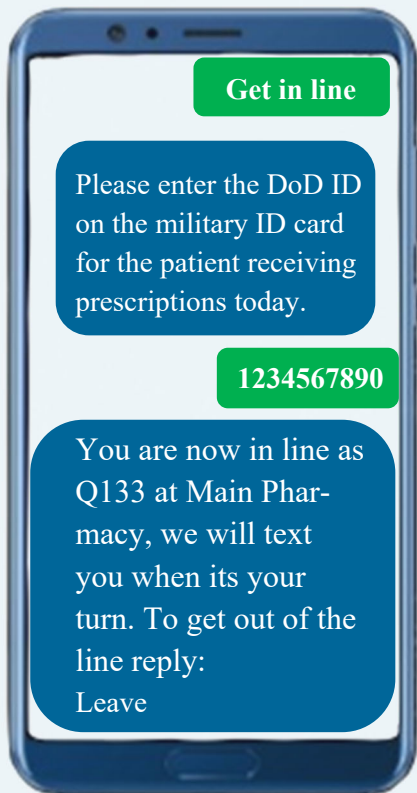 Get in line
Please enter the DoD ID
on the military ID card
for the patient receiving
prescriptions today.
1234567890
You are now in line as
Q133 at Main Phar-
macy, we will text
you when its your
turn. To get out of the
line reply:
Leave